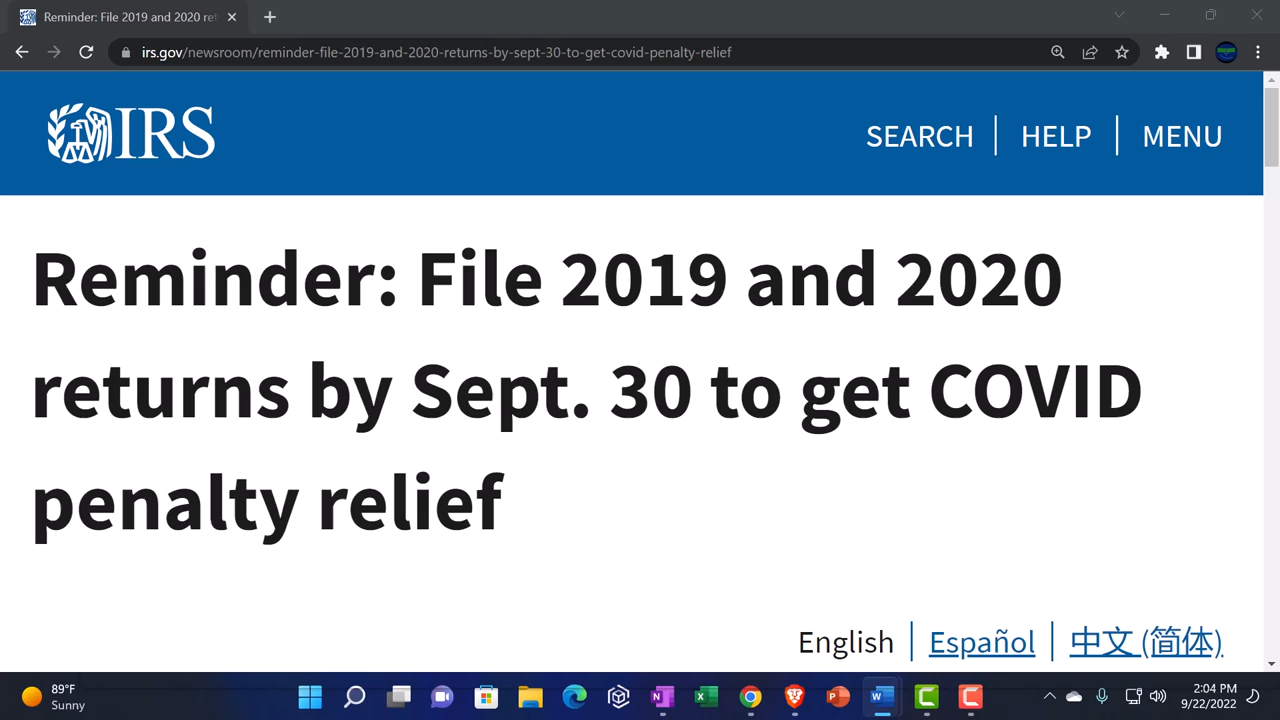 Reminder: File 2019 and 2020 ret
irs.gov/newsroom/reminder-file-2019-and-2020-returns-by-sept-30-to-get-covid-penalty-relief
IRS
SEARCH
HELP
MENU
Reminder: File 2019 and 2020
returns by Sept. 30 to get COVID
penalty relief
English
Español
中文 (简体)
89°F
Sunny
2:04 PM
9/22/2022